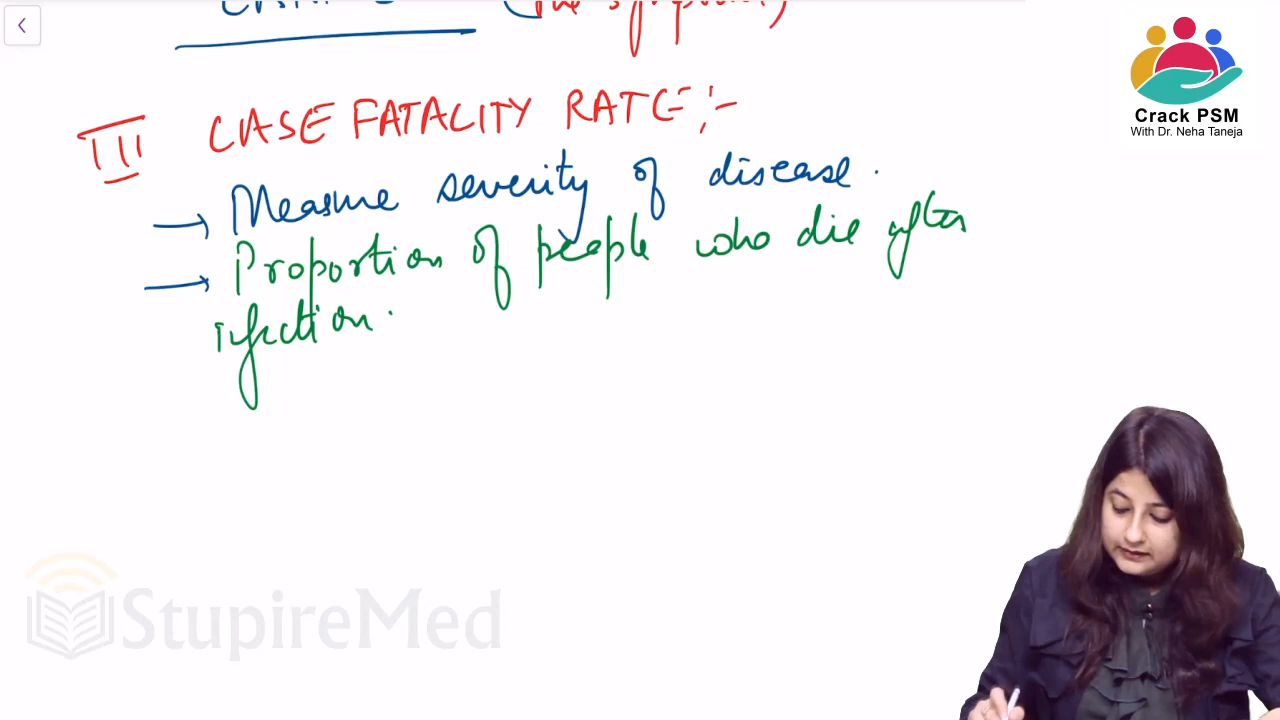 III CASE FATALITY RATE :-
→ Measure severity of disease.
→ Proportion of people who die after
infection.
Crack PSM
With Dr. Neha Taneja
StupireMed